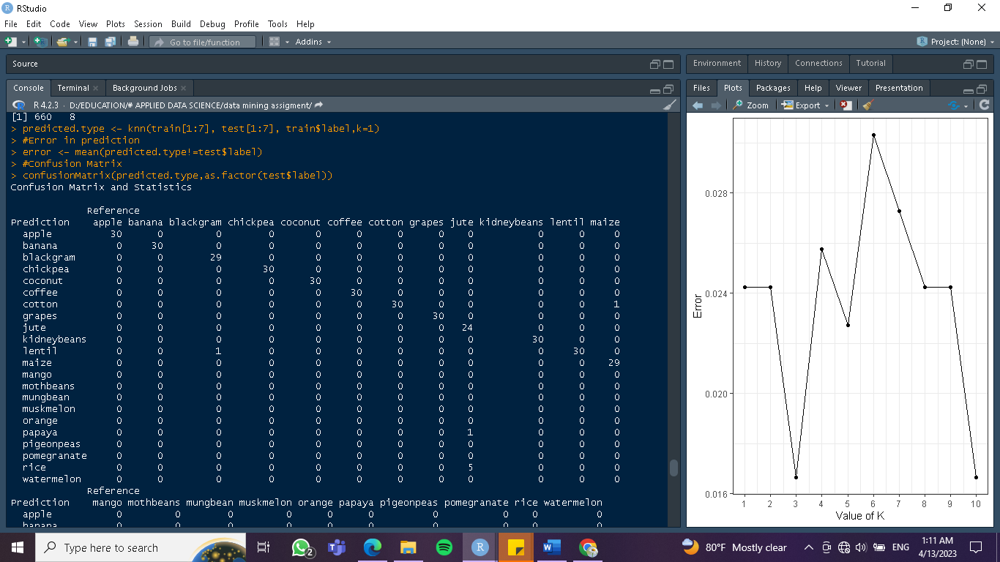 RStudio
File Edit Code View Plots Session Build Debug Profile Tools Help
Go to file/function Addins Project: (None)
Source
Console Terminal Background Jobs
R 4.2.3 · D:/EDUCATION/# APPLIED DATA SCIENCE/data mining assigment/
[1] 660 8
> predicted.type <- knn(train[1:7], test[1:7], train$label,k=1)
> #Error in prediction
> error <- mean(predicted.type!=test$label)
> #Confusion Matrix
> confusionMatrix(predicted.type,as.factor(test$label))
Confusion Matrix and Statistics
Reference
Prediction apple banana blackgram chickpea coconut coffee cotton grapes jute kidneybeans lentil maize
apple 30 0 0 0 0 0 0 0 0 0 0 0
banana 0 30 0 0 0 0 0 0 0 0 0 0
blackgram 0 0 29 0 0 0 0 0 0 0 0 0
chickpea 0 0 0 30 0 0 0 0 0 0 0 0
coconut 0 0 0 0 30 0 0 0 0 0 0 0
coffee 0 0 0 0 0 30 0 0 0 0 0 0
cotton 0 0 0 0 0 0 30 0 0 0 0 1
grapes 0 0 0 0 0 0 0 30 0 0 0 0
jute 0 0 0 0 0 0 0 0 24 0 0 0
kidneybeans 0 0 0 0 0 0 0 0 0 30 0 0
lentil 0 0 1 0 0 0 0 0 0 0 30 0
maize 0 0 0 0 0 0 0 0 0 0 0 29
mango 0 0 0 0 0 0 0 0 0 0 0 0
mothbeans 0 0 0 0 0 0 0 0 0 0 0 0
mungbean 0 0 0 0 0 0 0 0 0 0 0 0
muskmelon 0 0 0 0 0 0 0 0 0 0 0 0
orange 0 0 0 0 0 0 0 0 0 0 0 0
papaya 0 0 0 0 0 0 0 0 1 0 0 0
pigeonpeas 0 0 0 0 0 0 0 0 0 0 0 0
pomegranate 0 0 0 0 0 0 0 0 0 0 0 0
rice 0 0 0 0 0 0 0 0 5 0 0 0
watermelon 0 0 0 0 0 0 0 0 0 0 0 0
Reference
Prediction mango mothbeans mungbean muskmelon orange papaya pigeonpeas pomegranate rice watermelon
apple 0 0 0 0 0 0 0 0 0 0
banana 0 0 0 0 0 0 0 0 0 0
Environment History Connections Tutorial
Files Plots Packages Help Viewer Presentation
Zoom Export
0.028
0.024
0.020
0.016
Error
1 2 3 4 5 6 7 8 9 10
Value of K
Type here to search
2
80°F Mostly clear
ENG
1:11 AM
4/13/2023